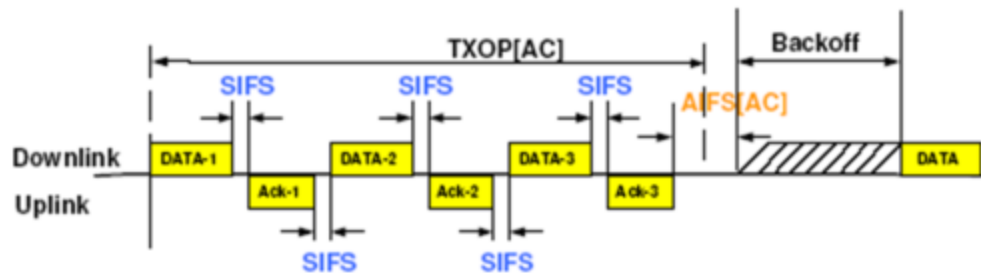 TXOP[AC]
Backoff
SIFS
SIFS
SIFS
AIFS[AC]
Downlink
DATA-1
DATA-2
DATA-3
DATA
Uplink
Ack-1
Ack-2
Ack-3
SIFS
SIFS